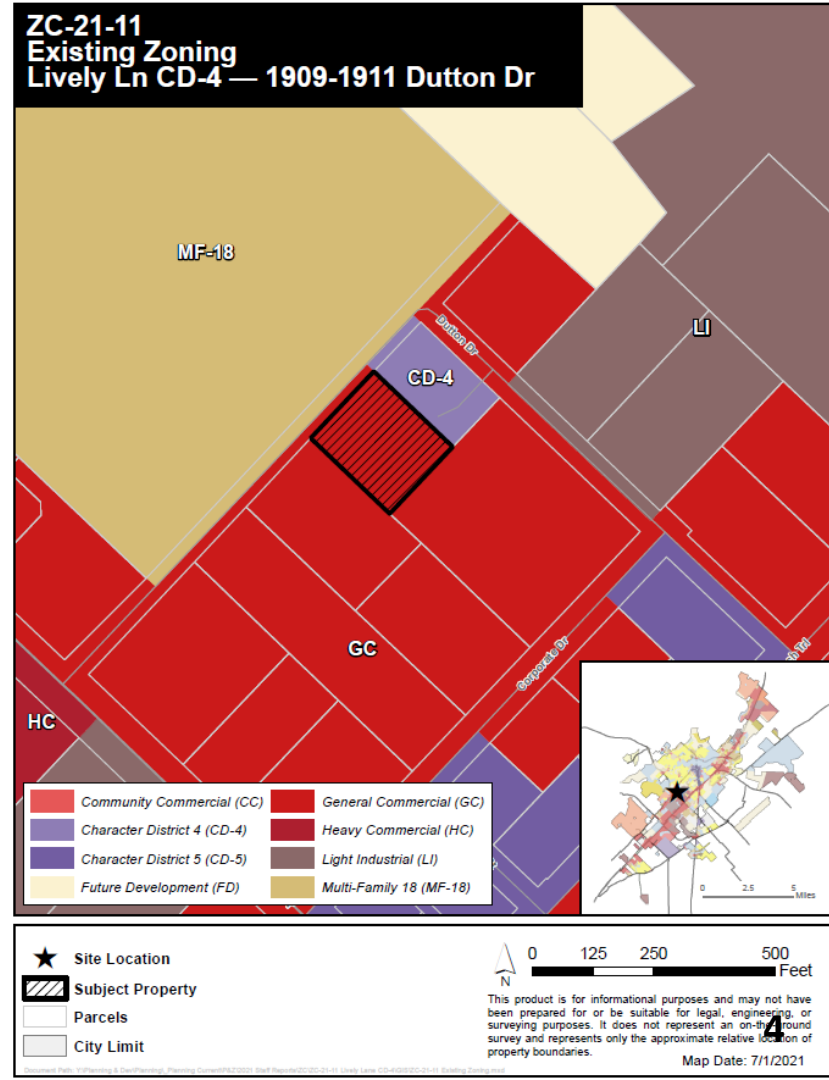 ZC-21-11
Existing Zoning
Lively Ln CD-4 — 1909-1911 Dutton Dr
MF-18
Dutton Dr
LI
CD-4
GC
Corporate Dr
Trl
HC
Community Commercial (CC)
General Commercial (GC)
Character District 4 (CD-4)
Heavy Commercial (HC)
Character District 5 (CD-5)
Light Industrial (LI)
Future Development (FD)
Multi-Family 18 (MF-18)
0 2.5 5
Miles
Site Location
Subject Property
Parcels
City Limit
N
0 125 250 500
Feet
This product is for informational purposes and may not have
been prepared for or be suitable for legal, engineering, or
surveying purposes. It does not represent an on-the-ground
survey and represents only the approximate relative location of
property boundaries.
4
Map Date: 7/1/2021